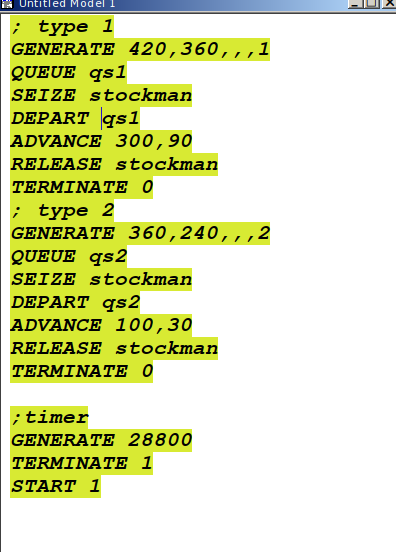 Untitled Model 1
; type 1
GENERATE 420,360,,,1
QUEUE qs1
SEIZE stockman
DEPART qs1
ADVANCE 300,90
RELEASE stockman
TERMINATE 0
; type 2
GENERATE 360,240,,,2
QUEUE qs2
SEIZE stockman
DEPART qs2
ADVANCE 100,30
RELEASE stockman
TERMINATE 0
;timer
GENERATE 28800
TERMINATE 1
START 1